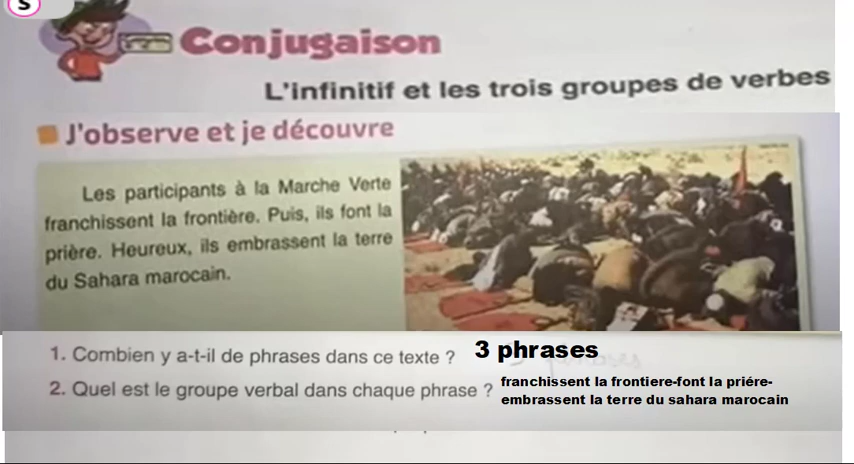 S
Conjugaison
L'infinitif et les trois groupes de verbes
J'observe et je découvre
Les participants à la Marche Verte
franchissent la frontière. Puis, ils font la
prière. Heureux, ils embrassent la terre
du Sahara marocain.
1. Combien y a-t-il de phrases dans ce texte ? 3 phrases
2. Quel est le groupe verbal dans chaque phrase ? franchissent la frontiere-font la priére-
embrassent la terre du sahara marocain